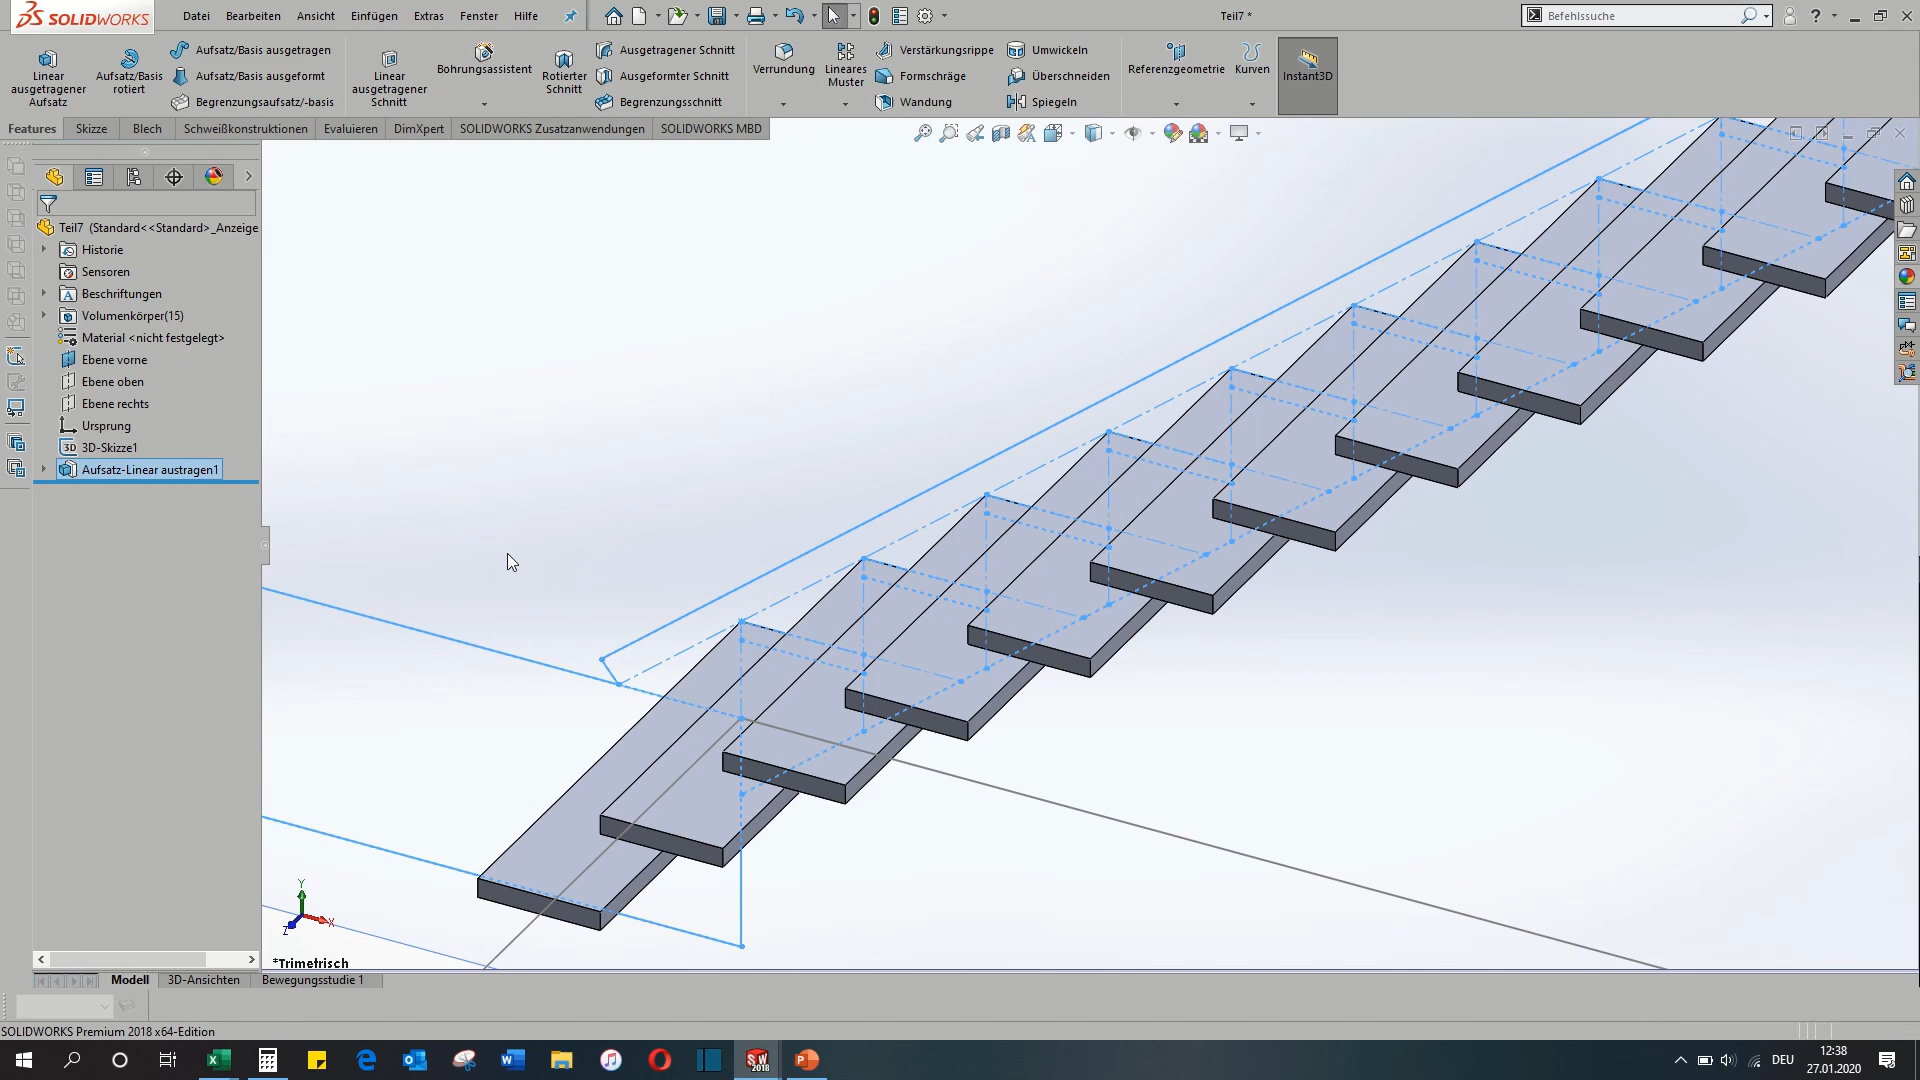 SOLIDWORKS
Datei
Bearbeiten
Ansicht
Einfügen
Extras
Fenster
Hilfe
Teil7 *
Befehlssuche
?
Linear
ausgetragener
Aufsatz
Aufsatz/Basis
rotiert
Aufsatz/Basis ausgetragen
Aufsatz/Basis ausgeformt
Begrenzungsaufsatz/-basis
Linear
ausgetragener
Schnitt
Bohrungsassistent
Rotierter
Schnitt
Ausgetragener Schnitt
Ausgeformter Schnitt
Begrenzungsschnitt
Verrundung
Lineares
Muster
Verstärkungsrippe
Formschräge
Wandung
Umwickeln
Überschneiden
Spiegeln
Referenzgeometrie
Kurven
Instant3D
Features
Skizze
Blech
Schweißkonstruktionen
Evaluieren
DimXpert
SOLIDWORKS Zusatzanwendungen
SOLIDWORKS MBD
Teil7 (Standard<<Standard>_Anzeige
Historie
Sensoren
A
Beschriftungen
Volumenkörper(15)
Material <nicht festgelegt>
Ebene vorne
Ebene oben
Ebene rechts
Ursprung
3D
3D-Skizze1
Aufsatz-Linear austragen1
Y
X
Z
*Trimetrisch
Modell
3D-Ansichten
Bewegungsstudie 1
SOLIDWORKS Premium 2018 x64-Edition
SW
2018
DEU
12:38
27.01.2020